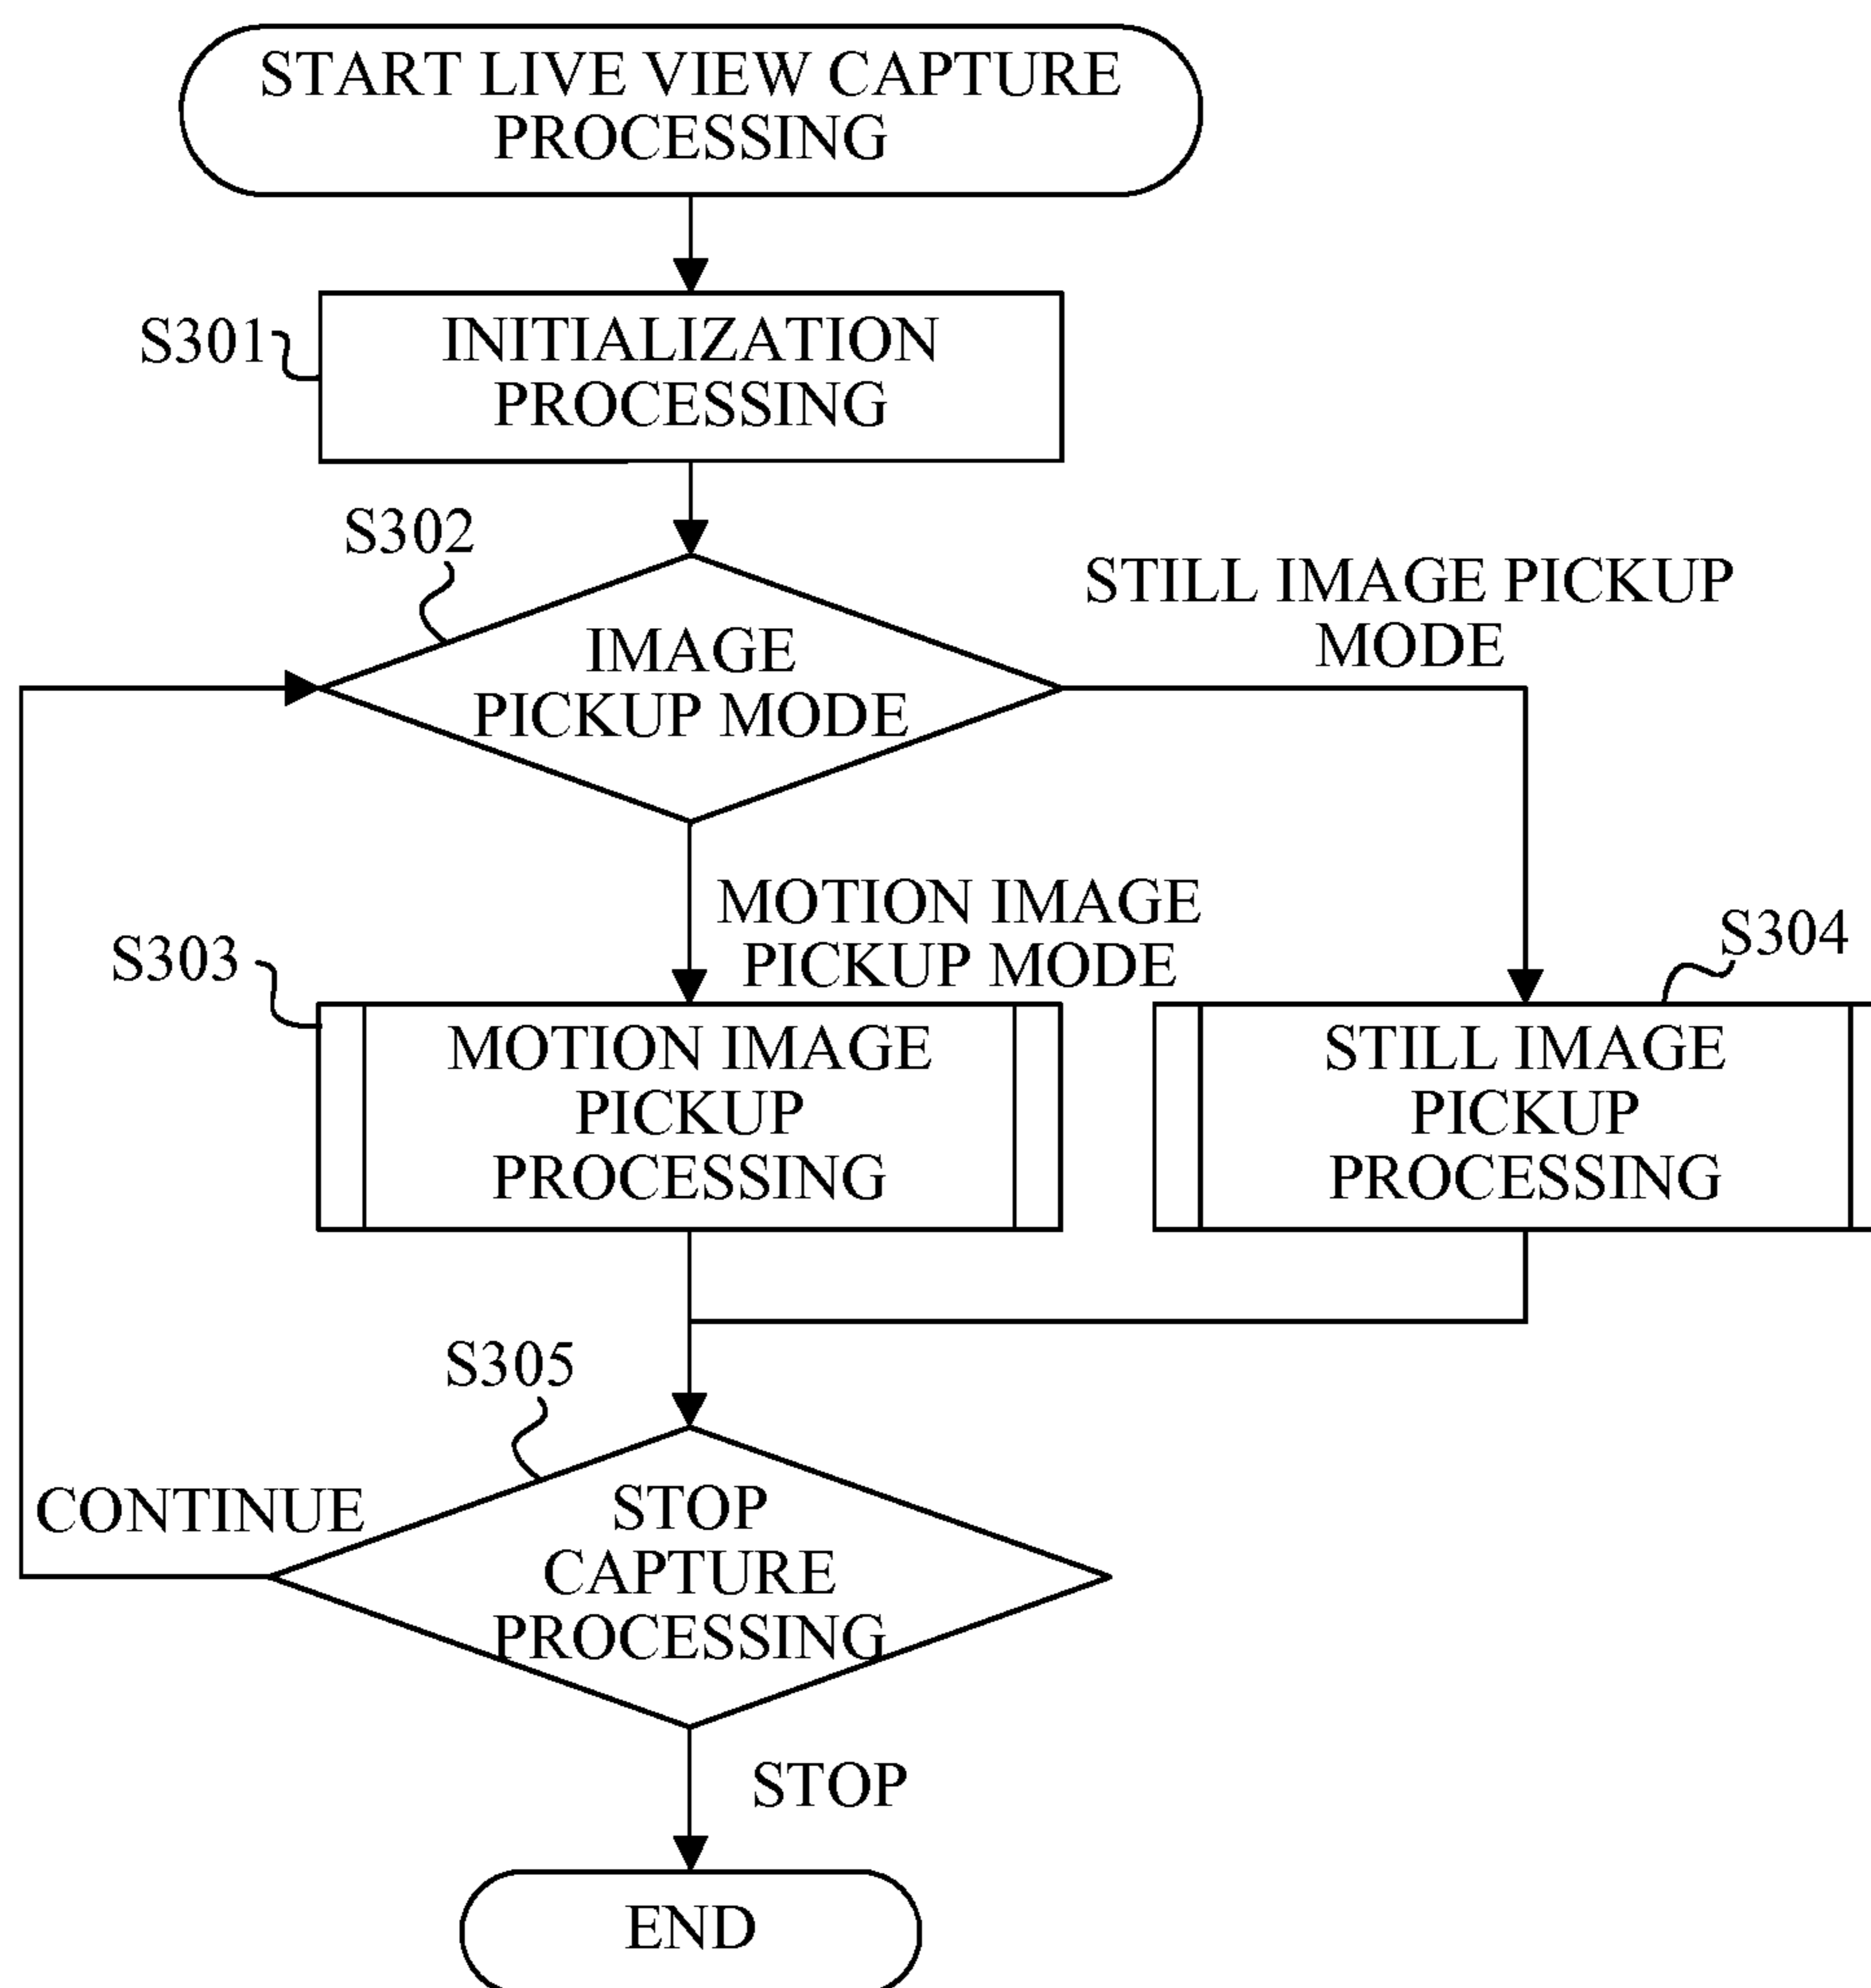 START LIVE VIEW CAPTURE
PROCESSING
S301
INITIALIZATION
PROCESSING
S302
IMAGE
PICKUP MODE
STILL IMAGE PICKUP
MODE
MOTION IMAGE
PICKUP MODE
S303
MOTION IMAGE
PICKUP
PROCESSING
S304
STILL IMAGE
PICKUP
PROCESSING
S305
STOP
CAPTURE
PROCESSING
CONTINUE
STOP
END